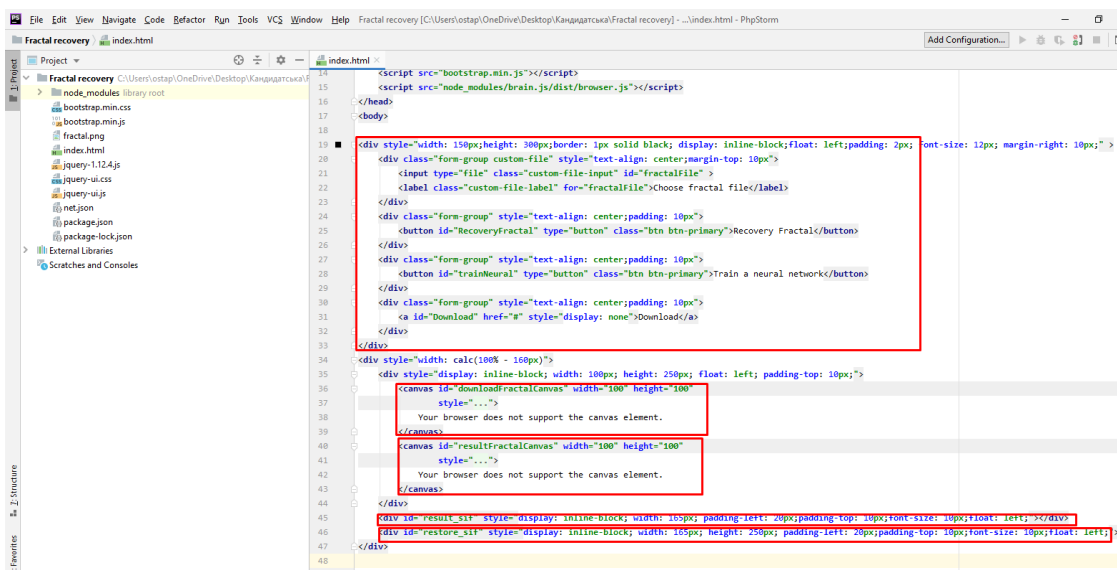 PS File Edit View Navigate Code Refactor Run Tools VCS Window Help Fractal recovery [C:\Users\ostap\OneDrive\Desktop\Кандидатська\Fractal recovery] - ...\index.html - PhpStorm
Fractal recovery index.html Add Configuration...
Project index.html
1: Project
Fractal recovery C:\Users\ostap\OneDrive\Desktop\Кандидатська\F
node_modules library root
bootstrap.min.css
bootstrap.min.js
fractal.png
index.html
jquery-1.12.4.js
jquery-ui.css
jquery-ui.js
net.json
package.json
package-lock.json
External Libraries
Scratches and Consoles
7: Structure
Favorites
14 <script src="bootstrap.min.js"></script>
15 <script src="node_modules/brain.js/dist/browser.js"></script>
16 </head>
17 <body>
18
19 <div style="width: 150px;height: 300px;border: 1px solid black; display: inline-block;float: left;padding: 2px; font-size: 12px; margin-right: 10px;" >
20 <div class="form-group custom-file" style="text-align: center;margin-top: 10px">
21 <input type="file" class="custom-file-input" id="fractalFile" >
22 <label class="custom-file-label" for="fractalFile">Choose fractal file</label>
23 </div>
24 <div class="form-group" style="text-align: center;padding: 10px">
25 <button id="RecoveryFractal" type="button" class="btn btn-primary">Recovery Fractal</button>
26 </div>
27 <div class="form-group" style="text-align: center;padding: 10px">
28 <button id="trainNeural" type="button" class="btn btn-primary">Train a neural network</button>
29 </div>
30 <div class="form-group" style="text-align: center;padding: 10px">
31 <a id="Download" href="#" style="display: none">Download</a>
32 </div>
33 </div>
34 <div style="width: calc(100% - 160px)">
35 <div style="display: inline-block; width: 100px; height: 250px; float: left; padding-top: 10px;">
36 <canvas id="downloadFractalCanvas" width="100" height="100"
37 style="...">
38 Your browser does not support the canvas element.
39 </canvas>
40 <canvas id="resultFractalCanvas" width="100" height="100"
41 style="...">
42 Your browser does not support the canvas element.
43 </canvas>
44 </div>
45 <div id="result_sif" style="display: inline-block; width: 165px; padding-left: 20px;padding-top: 10px;font-size: 10px;float: left;"></div>
46 <div id="restore_sif" style="display: inline-block; width: 165px; height: 250px; padding-left: 20px;padding-top: 10px;font-size: 10px;float: left;
47 </div>
48